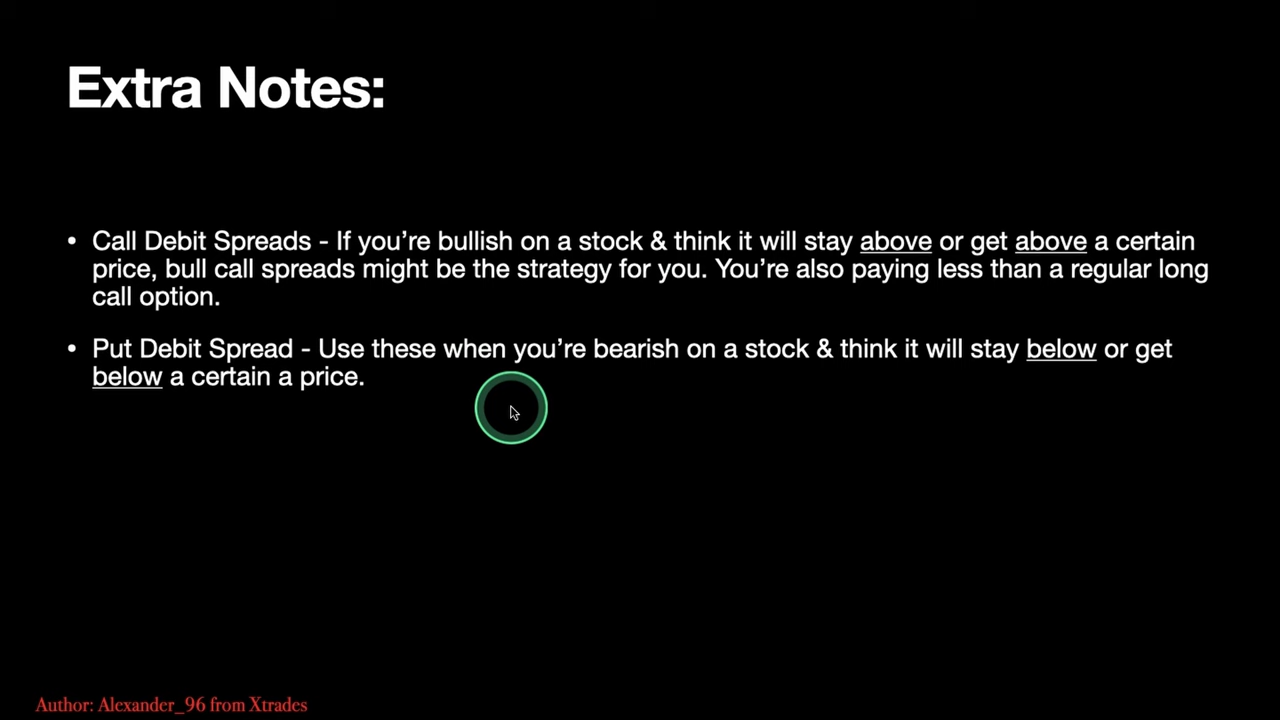 Extra Notes:
• Call Debit Spreads - If you’re bullish on a stock & think it will stay above or get above a certain
price, bull call spreads might be the strategy for you. You’re also paying less than a regular long
call option.
• Put Debit Spread - Use these when you’re bearish on a stock & think it will stay below or get
below a certain a price.
Author: Alexander_96 from Xtrades